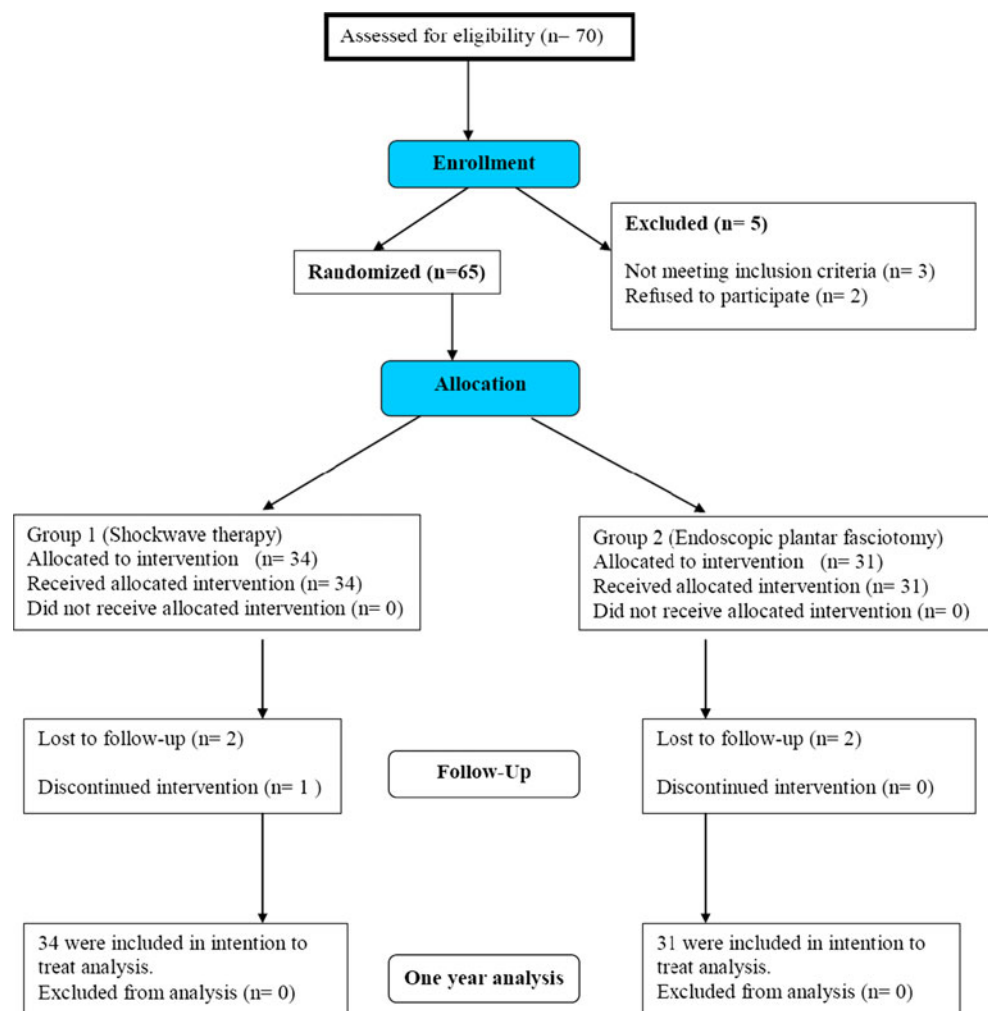 Assessed for eligibility (n– 70)
Enrollment
Excluded (n= 5)
Not meeting inclusion criteria (n= 3)
Refused to participate (n= 2)
Randomized (n=65)
Allocation
Group 1 (Shockwave therapy)
Allocated to intervention (n= 34)
Received allocated intervention (n= 34)
Did not receive allocated intervention (n= 0)
Group 2 (Endoscopic plantar fasciotomy)
Allocated to intervention (n= 31)
Received allocated intervention (n= 31)
Did not receive allocated intervention (n= 0)
Lost to follow-up (n= 2)
Discontinued intervention (n= 1 )
Follow-Up
Lost to follow-up (n= 2)
Discontinued intervention (n= 0)
34 were included in intention to
treat analysis.
Excluded from analysis (n= 0)
One year analysis
31 were included in intention to
treat analysis.
Excluded from analysis (n= 0)